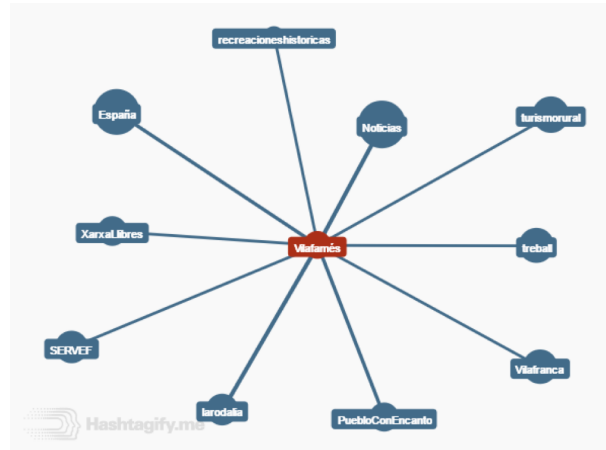 recreacioneshistoricas
España
Noticias
turismorural
XarxaLlibres
Vilafamés
treball
SERVEF
Vilafranca
larodalia
PuebloConEncanto
Hashtagify.me